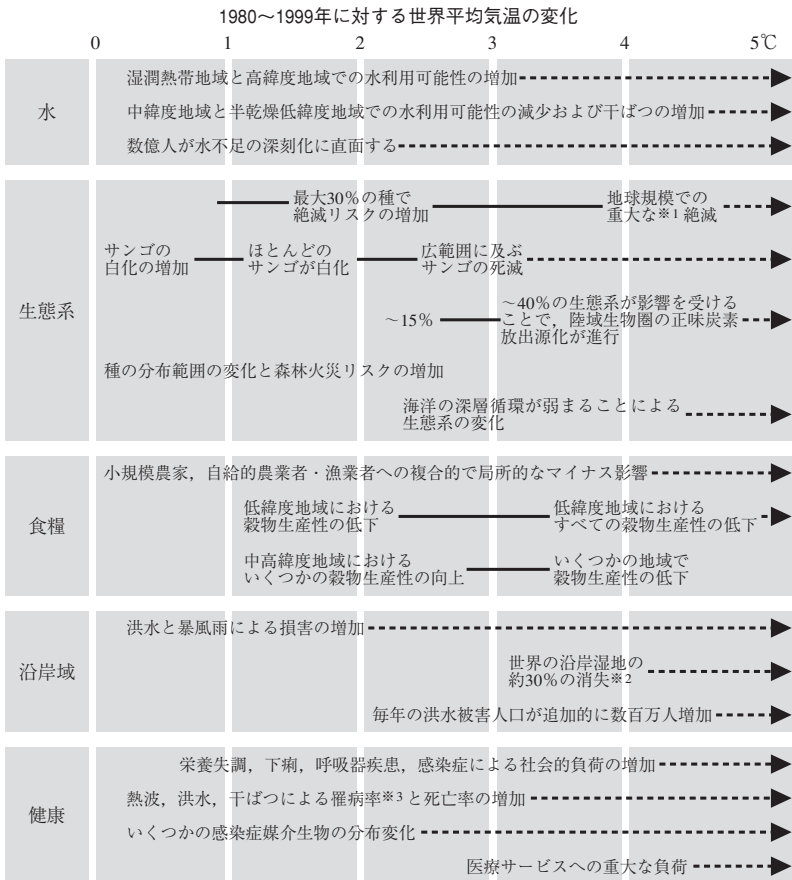 1980～1999年に対する世界平均気温の変化
0 1 2 3 4 5℃
水
湿潤熱帯地域と高緯度地域での水利用可能性の増加
中緯度地域と半乾燥低緯度地域での水利用可能性の減少および干ばつの増加
数億人が水不足の深刻化に直面する
生態系
最大30%の種で
絶滅リスクの増加
地球規模での
重大な※1 絶滅
サンゴの
白化の増加
ほとんどの
サンゴが白化
広範囲に及ぶ
サンゴの死滅
～15%
～40%の生態系が影響を受ける
ことで，陸域生物圏の正味炭素
放出源化が進行
種の分布範囲の変化と森林火災リスクの増加
海洋の深層循環が弱まることによる
生態系の変化
食糧
小規模農家，自給的農業者・漁業者への複合的で局所的なマイナス影響
低緯度地域における
穀物生産性の低下
低緯度地域における
すべての穀物生産性の低下
中高緯度地域における
いくつかの穀物生産性の向上
いくつかの地域で
穀物生産性の低下
沿岸域
洪水と暴風雨による損害の増加
世界の沿岸湿地の
約30%の消失※2
毎年の洪水被害人口が追加的に数百万人増加
健康
栄養失調，下痢，呼吸器疾患，感染症による社会的負荷の増加
熱波，洪水，干ばつによる罹病率※3 と死亡率の増加
いくつかの感染症媒介生物の分布変化
医療サービスへの重大な負荷